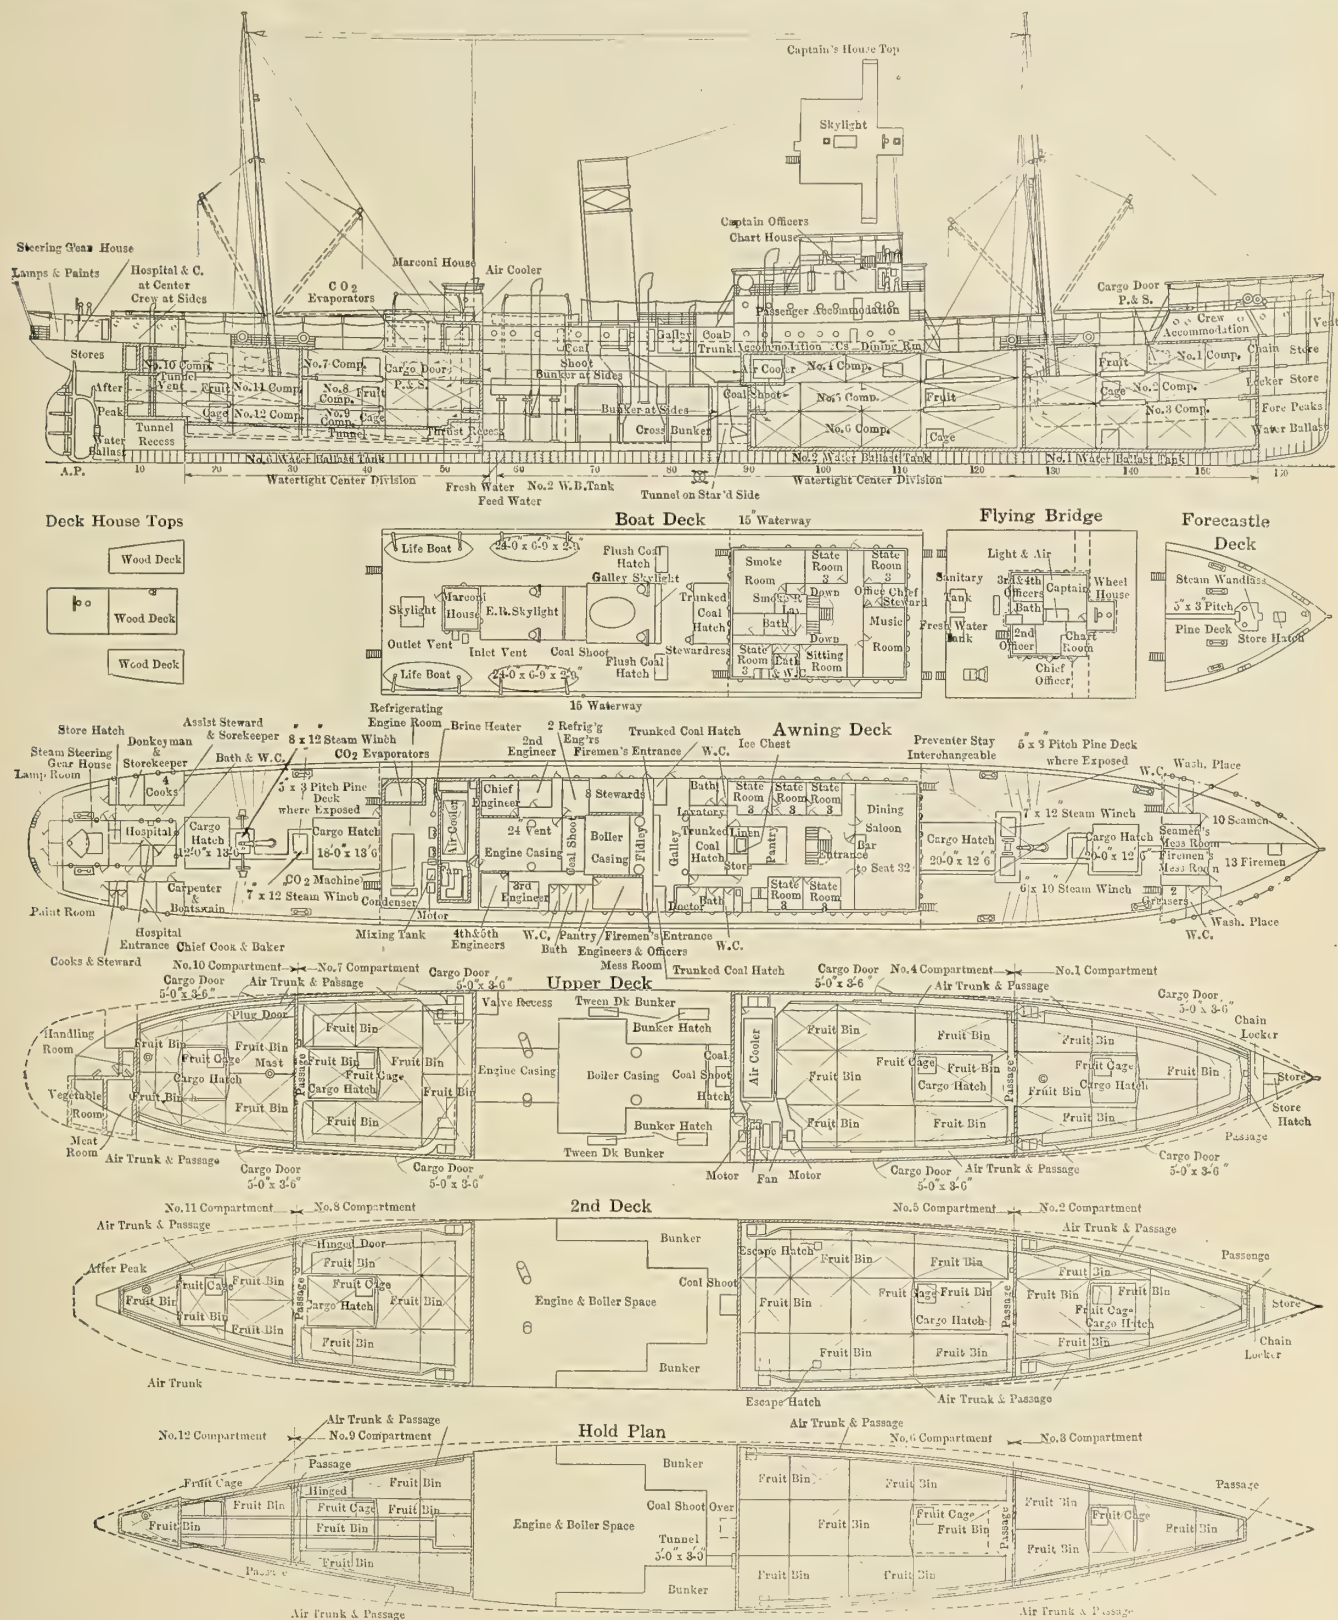 Captain's House Top
Skylight
Captain Officers
Chart House
Steering Gear House
Lamps & Paints
Hospital & C.
at Center
Crew at Sides
CO2
Evaporators
Marconi House
Air Cooler
Cargo Door
P.& S.
Crew
Accommodation
Vent
Passenger Accommodation
Stores
No.10 Comp.
Tunnel
Vent
No.7 Comp.
Cargo Door
P.& S.
Coal
Shoot
Bunker at Sides
Galley
Coal
Trunk
Accommodation
Dining Rm
Air Cooler
No.4 Comp.
Fruit
No.1 Comp.
Chain
Store
After
Peak
Fruit
No.11 Comp.
No.8
Comp.
Fruit
Coal Shoot
No.5 Comp.
Fruit
Cage
No.2 Comp.
Locker
Store
Cage
No.12 Comp.
No.9
Comp.
Cage
Bunker at Sides
No.3 Comp.
Fore Peaks
Water
Ballast
Tunnel
Recess
Tunnel
Thrust Recess
Cross Bunker
No.6 Comp.
Cage
Water Ballast
No.6 Water Ballast Tank
No.2 Water Ballast Tank
No.1 Water Ballast Tank
A.P. 10 20 30 40 50 60 70 80 90 100 110 120 130 140 150
Watertight Center Division
Fresh Water
Feed Water
No.2 W.B.Tank
Tunnel on Star'd Side
Watertight Center Division
Deck House Tops
Wood Deck
Wood Deck
Wood Deck
Boat Deck
15" Waterway
Life Boat
24'-0" x 6'-9" x 2'-9"
Flush Coal
Hatch
Galley Skylight
Skylight
Marconi
House
E.R.Skylight
Trunked
Coal
Hatch
Outlet Vent
Inlet Vent
Coal Shoot
Stewardess
Flush Coal
Hatch
Life Boat
24'-0" x 6'-9" x 2'-9"
15" Waterway
Smoke
Room
State
Room
3
State
Room
3
Down
Office
Chief
Steward
Bath
Music
Room
Down
State
Room
3
Bath
& W.C.
Sitting
Room
Flying Bridge
Light & Air
3rd & 4th
Officers
Captain
Wheel
House
Sanitary
Tank
Bath
Fresh Water
Tank
2nd
Officer
Chart
Room
Chief
Officer
Forecastle
Deck
Steam Wandlass
5" x 3" Pitch
Pine Deck
Store Hatch
Awning Deck
Store Hatch
Steam Steering
Gear House
Lamp Room
Donkeyman
&
Storekeeper
Assist Steward
& Sorekeeper
Bath & W.C.
8 x 12 Steam Winch
Refrigerating
Engine Room
CO2 Evaporators
Brine Heater
2nd
Engineer
2 Refrig'g
Eng'rs
Firemen's Entrance
Trunked Coal Hatch
W.C.
Ice Chest
Preventer Stay
Interchangeable
5" x 3" Pitch Pine Deck
where Exposed
W.C.
Wash. Place
4
Cooks
5 x 3 Pitch Pine
Deck
where Exposed
Hospital
Cargo
Hatch
12'-0" x 13'-6"
Cargo Hatch
18'-0 x 13'6"
Air Cooler
Fan
Chief
Engineer
8 Stewards
24" Vent
Engine Casing
Coal Shoot
Boiler
Casing
Fidley
Galley
Bath
Lavatory
Trunked
Coal
Hatch
Linen
Store
State
Room
3
State
Room
3
State
Room
3
Pantry
Entrance
Dining
Saloon
Bar
to Seat 32
Cargo Hatch
20'-0 x 12'6"
7" x 12" Steam Winch
Cargo Hatch
20'-0 x 12'6"
6" x 10" Steam Winch
10 Seamen
Seamen's
Mess Room
Firemen's
Mess Room
13 Firemen
2
Greasers
Wash. Place
W.C.
Carpenter
&
Boatswain
7" x 12" Steam Winch
CO2 Machine
Condenser
Motor
Mixing Tank
3rd
Engineer
4th&5th
Engineers
W.C.
Bath
Pantry
Engineers & Officers
Mess Room
Firemen's Entrance
Doctor
Bath
W.C.
Trunked Coal Hatch
State
Room
3
State
Room
3
Paint Room
Hospital
Entrance
Chief Cook & Baker
Cooks & Steward
Upper Deck
No.10 Compartment
No.7 Compartment
Cargo Door
5'-0" x 3'-6"
Air Trunk & Passage
Cargo Door
5'-0" x 3'-6"
Plug Door
Valve Recess
Tween Dk Bunker
Bunker Hatch
Cargo Door
5'-0" x 3'-6"
No.4 Compartment
No.1 Compartment
Air Trunk & Passage
Cargo Door
5'-0" x 3'-6"
Chain
Locker
Handling
Room
Fruit Bin
Fruit Bin
Fruit Cage
Mast
Cargo Hatch
Fruit Bin
Fruit Bin
Passage
Fruit Bin
Fruit Bin
Fruit Cage
Cargo Hatch
Fruit Bin
Fruit Bin
Engine Casing
Boiler Casing
Coal
Coal Shoot
Hatch
Air Cooler
Fruit Bin
Fruit Bin
Fruit Cage
Fruit Bin
Cargo Hatch
Fruit Bin
Passage
Fruit Bin
Fruit Cage
Fruit Bin
Cargo Hatch
Fruit Bin
Store
Store
Hatch
Passage
Vegetable
Room
Meat
Room
Air Trunk & Passage
Cargo Door
5'-0" x 3'-6"
Cargo Door
5'-0" x 3'-6"
Bunker Hatch
Tween Dk Bunker
Motor
Fan
Motor
Cargo Door
5'-0" x 3'-6"
Air Trunk & Passage
Cargo Door
5'-0" x 3'-6"
2nd Deck
No.11 Compartment
No.8 Compartment
Air Trunk & Passage
After Peak
Hinged Door
Fruit Bin
Fruit Cage
Fruit Bin
Fruit Bin
Fruit Bin
Fruit Bin
Passage
Fruit Bin
Fruit Cage
Cargo Hatch
Fruit Bin
Fruit Bin
Air Trunk
Bunker
Engine & Boiler Space
Bunker
Coal Shoot
No.5 Compartment
No.2 Compartment
Air Trunk & Passage
Escape Hatch
Fruit Bin
Fruit Bin
Fruit Cage
Fruit Bin
Cargo Hatch
Fruit Bin
Fruit Bin
Passage
Fruit Bin
Fruit Bin
Fruit Cage
Cargo Hatch
Fruit Bin
Passenge
Store
Chain
Locker
Escape Hatch
Air Trunk & Passage
Hold Plan
Air Trunk & Passage
No.12 Compartment
No.9 Compartment
Fruit Cage
Passage
Hinged
Fruit Bin
Fruit Bin
Fruit Bin
Fruit Cage
Fruit Bin
Fruit Bin
Passage
Air Trunk & Passage
Bunker
Coal Shoot Over
Engine & Boiler Space
Tunnel
5'-0" x 3'-0"
Bunker
Air Trunk & Passage
No.6 Compartment
No.3 Compartment
Fruit Bin
Fruit Bin
Fruit Bin
Fruit Cage
Fruit Bin
Fruit Bin
Fruit Bin
Passage
Fruit Bin
Fruit Cage
Fruit Bin
Fruit Bin
Passage
Air Trunk & Passage